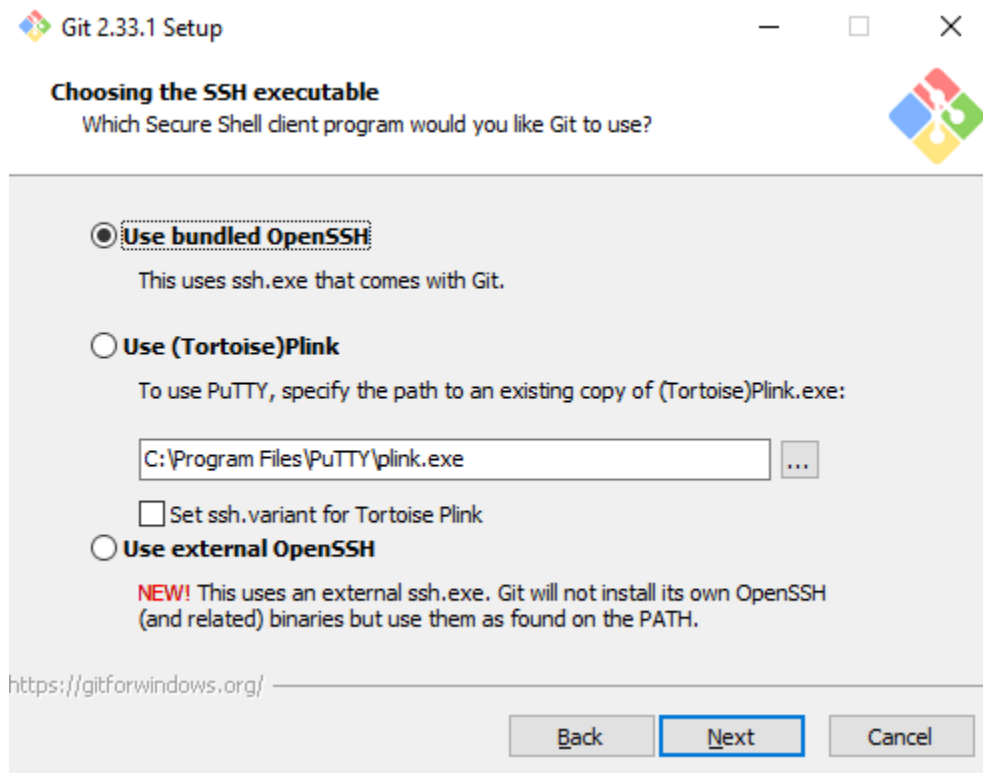 Git 2.33.1 Setup
Choosing the SSH executable
Which Secure Shell client program would you like Git to use?
Use bundled OpenSSH
This uses ssh.exe that comes with Git.
Use (Tortoise)Plink
To use PuTTY, specify the path to an existing copy of (Tortoise)Plink.exe:
C:\Program Files\PuTTY\plink.exe
...
Set ssh.variant for Tortoise Plink
Use external OpenSSH
NEW! This uses an external ssh.exe. Git will not install its own OpenSSH
(and related) binaries but use them as found on the PATH.
https://gitforwindows.org/
Back
Next
Cancel